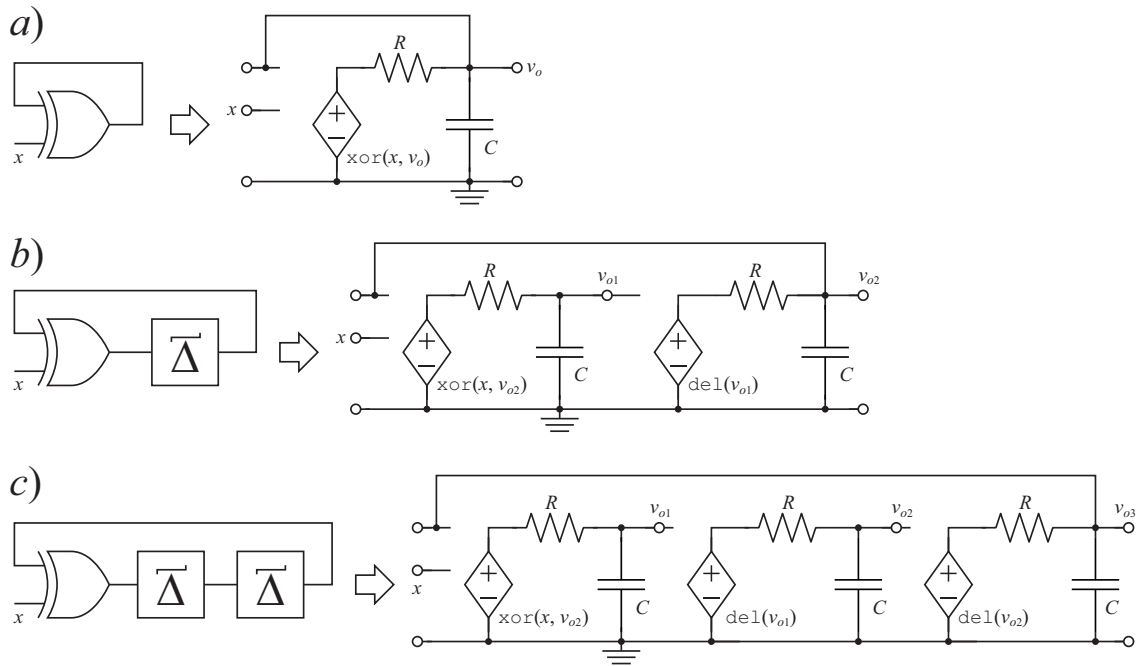 a)
R
v_o
x
C
x
xor(x, v_o)
b)
R
v_o1
R
v_o2
Δ
x
C
C
x
xor(x, v_o2)
del(v_o1)
c)
R
v_o1
R
v_o2
R
v_o3
Δ
Δ
x
C
C
C
x
xor(x, v_o2)
del(v_o1)
del(v_o2)